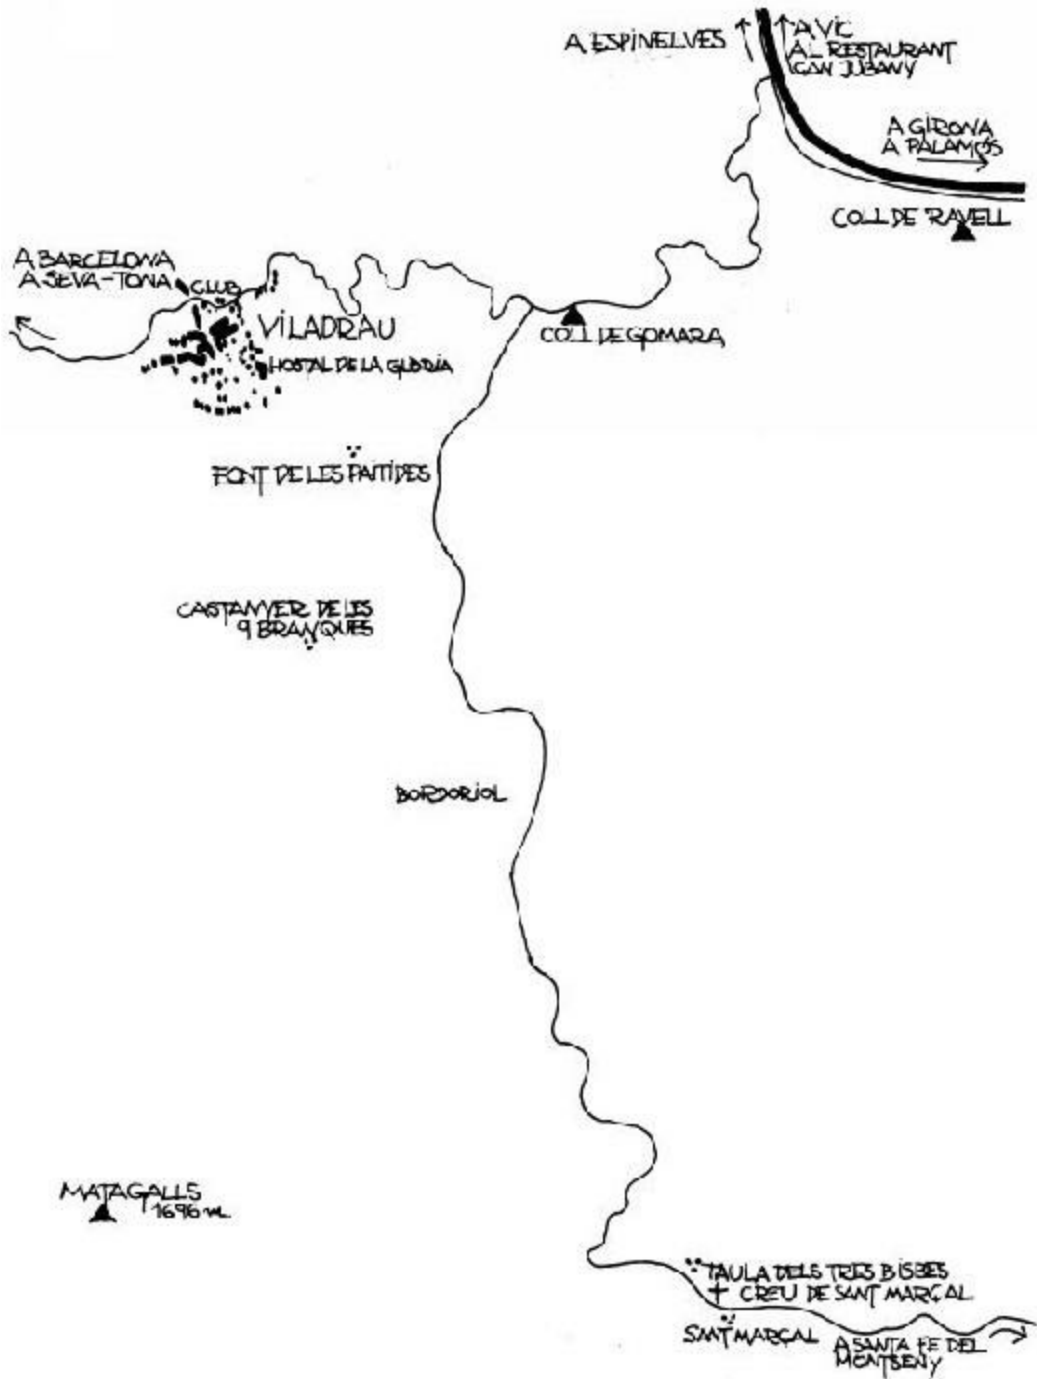 A ESPINELVES
A VIC
AL RESTAURANT
CAN JUBANY
A GIRONA
A PALAMÓS
COLL DE RAVELL
A BARCELONA
A SEVA-TONA
CLUB
VILADRAU
HOSTAL DE LA GLORIA
COLL DE GOMARA
FONT DE LES PAITIDES
CASTANYER DE LES
9 BRANQUES
BORDORIOL
MATAGALLS
1696 m.
TAULA DELS TRES BISBES
CREU DE SANT MARÇAL
SANT MARÇAL
A SANTA FE DEL
MONTSENY